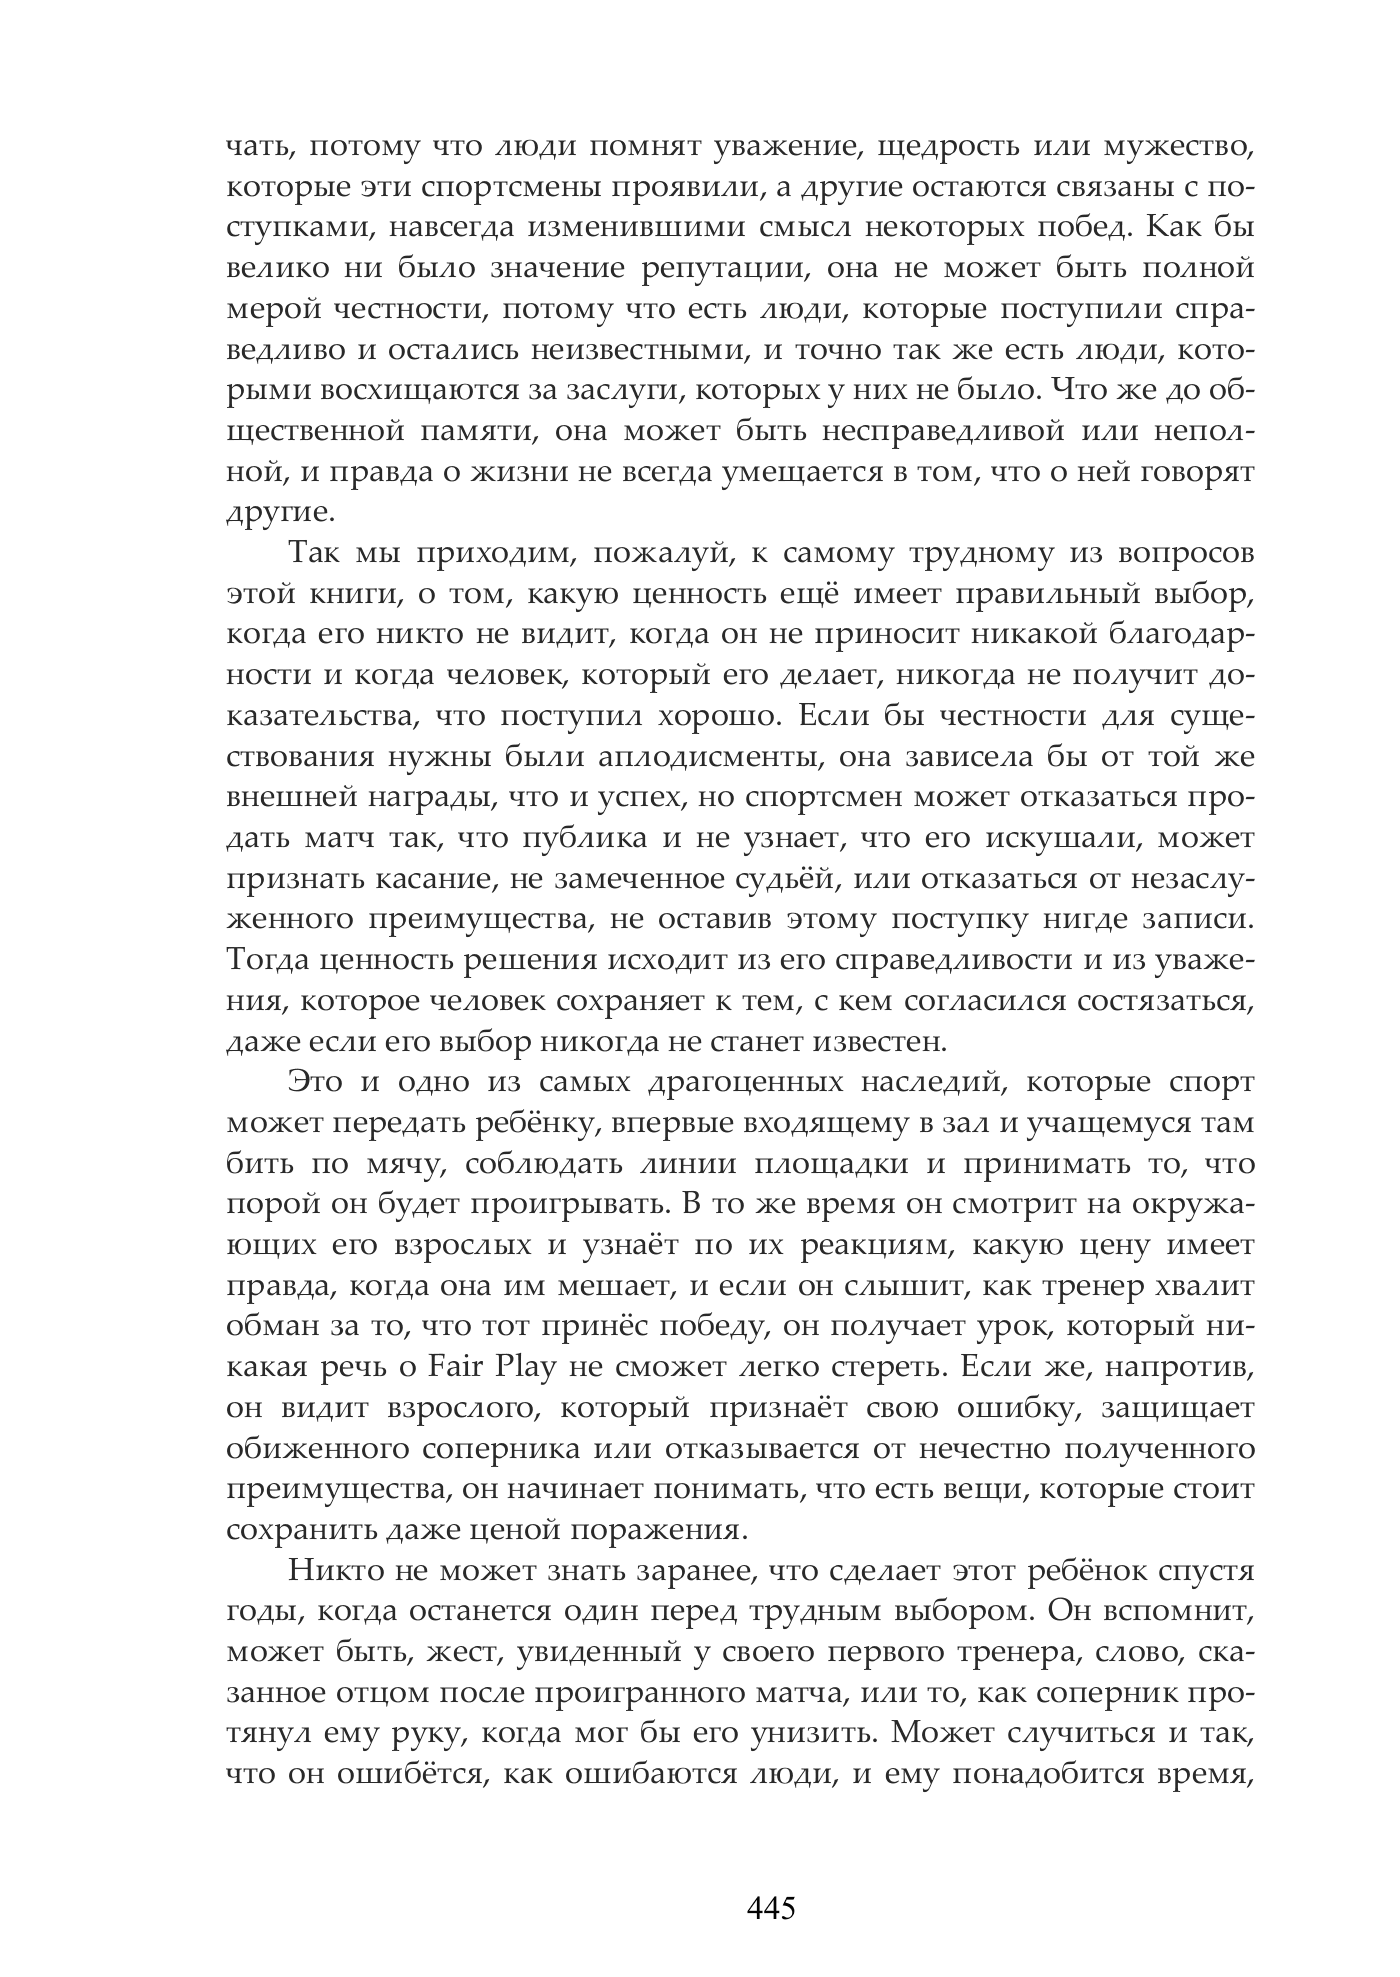 чать, потому что люди помнят уважение, щедрость или мужество,
которые эти спортсмены проявили, а другие остаются связаны с по-
ступками, навсегда изменившими смысл некоторых побед. Как бы
велико ни было значение репутации, она не может быть полной
мерой честности, потому что есть люди, которые поступили спра-
ведливо и остались неизвестными, и точно так же есть люди, кото-
рыми восхищаются за заслуги, которых у них не было. Что же до об-
щественной памяти, она может быть несправедливой или непол-
ной, и правда о жизни не всегда умещается в том, что о ней говорят
другие.
Так мы приходим, пожалуй, к самому трудному из вопросов
этой книги, о том, какую ценность ещё имеет правильный выбор,
когда его никто не видит, когда он не приносит никакой благодар-
ности и когда человек, который его делает, никогда не получит до-
казательства, что поступил хорошо. Если бы честности для суще-
ствования нужны были аплодисменты, она зависела бы от той же
внешней награды, что и успех, но спортсмен может отказаться про-
дать матч так, что публика и не узнает, что его искушали, может
признать касание, не замеченное судьёй, или отказаться от незаслу-
женного преимущества, не оставив этому поступку нигде записи.
Тогда ценность решения исходит из его справедливости и из уваже-
ния, которое человек сохраняет к тем, с кем согласился состязаться,
даже если его выбор никогда не станет известен.
Это и одно из самых драгоценных наследий, которые спорт
может передать ребёнку, впервые входящему в зал и учащемуся там
бить по мячу, соблюдать линии площадки и принимать то, что
порой он будет проигрывать. В то же время он смотрит на окружа-
ющих его взрослых и узнаёт по их реакциям, какую цену имеет
правда, когда она им мешает, и если он слышит, как тренер хвалит
обман за то, что тот принёс победу, он получает урок, который ни-
какая речь о Fair Play не сможет легко стереть. Если же, напротив,
он видит взрослого, который признаёт свою ошибку, защищает
обиженного соперника или отказывается от нечестно полученного
преимущества, он начинает понимать, что есть вещи, которые стоит
сохранить даже ценой поражения.
Никто не может знать заранее, что сделает этот ребёнок спустя
годы, когда останется один перед трудным выбором. Он вспомнит,
может быть, жест, увиденный у своего первого тренера, слово, ска-
занное отцом после проигранного матча, или то, как соперник про-
тянул ему руку, когда мог бы его унизить. Может случиться и так,
что он ошибётся, как ошибаются люди, и ему понадобится время,
445